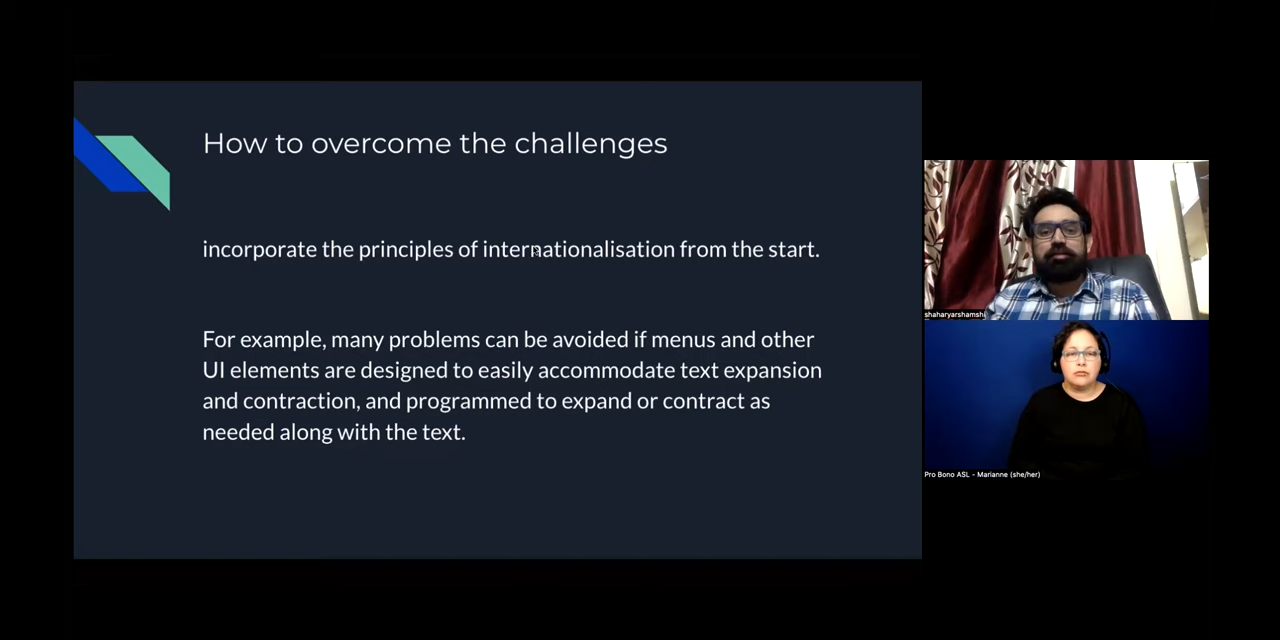 How to overcome the challenges
incorporate the principles of internationalisation from the start.
For example, many problems can be avoided if menus and other
UI elements are designed to easily accommodate text expansion
and contraction, and programmed to expand or contract as
needed along with the text.
shaharyarshamshi
Pro Bono ASL - Marianne (she/her)